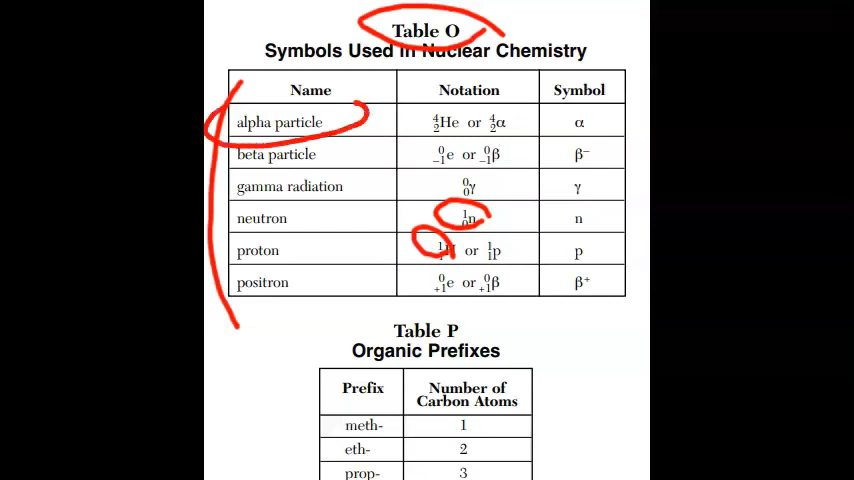 Table O
Symbols Used in Nuclear Chemistry
Name Notation Symbol
alpha particle ⁴₂He or ⁴₂α α
beta particle ⁰₋₁e or ⁰₋₁β β⁻
gamma radiation ⁰₀γ γ
neutron ¹₀n n
proton ¹₁H or ¹₁p p
positron ⁰₊₁e or ⁰₊₁β β⁺
Table P
Organic Prefixes
Prefix Number of
Carbon Atoms
meth- 1
eth- 2
prop- 3